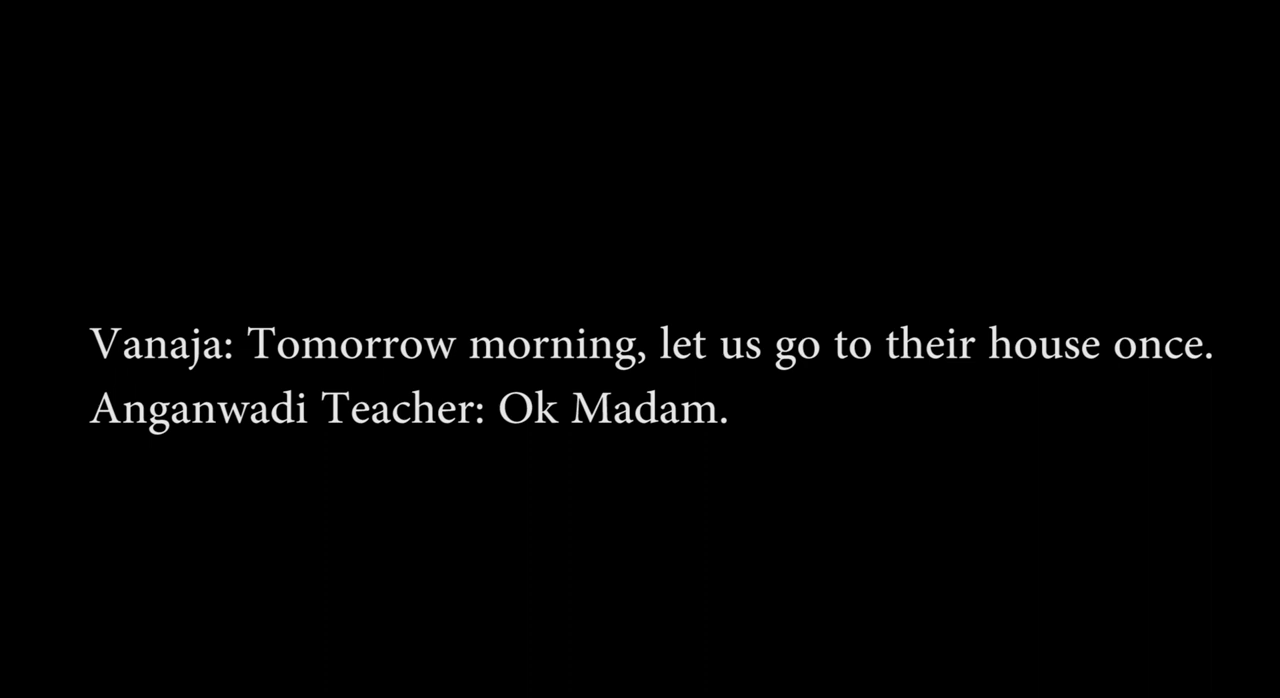 Vanaja: Tomorrow morning, let us go to their house once.
Anganwadi Teacher: Ok Madam.